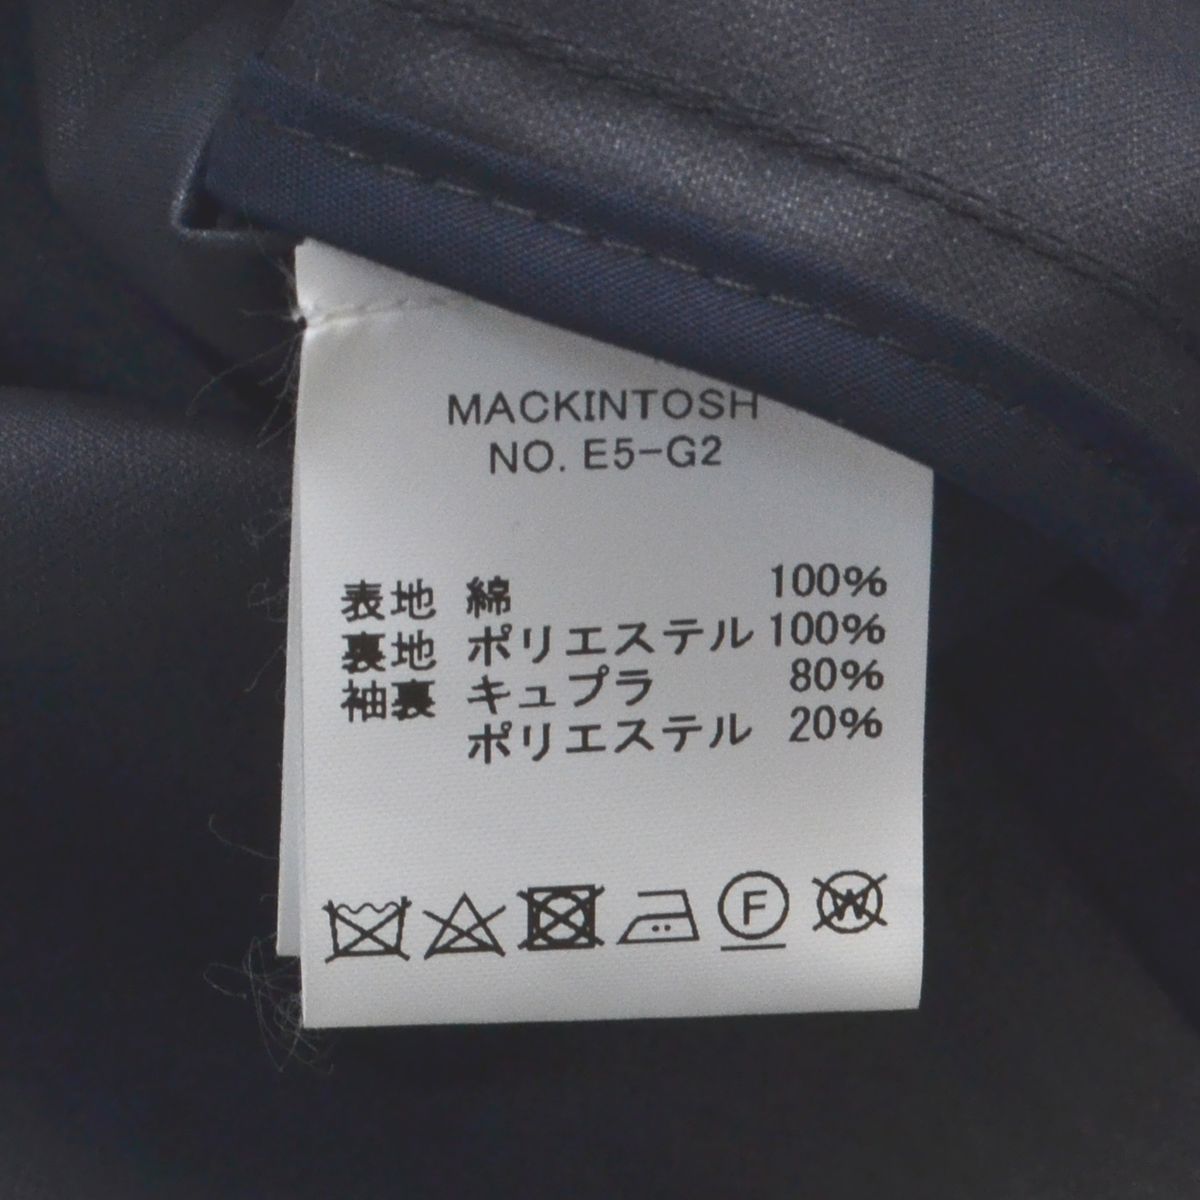 MACKINTOSH
NO. E5-G2
表地 綿 100%
裏地 ポリエステル 100%
袖裏 キュプラ 80%
ポリエステル 20%
F W